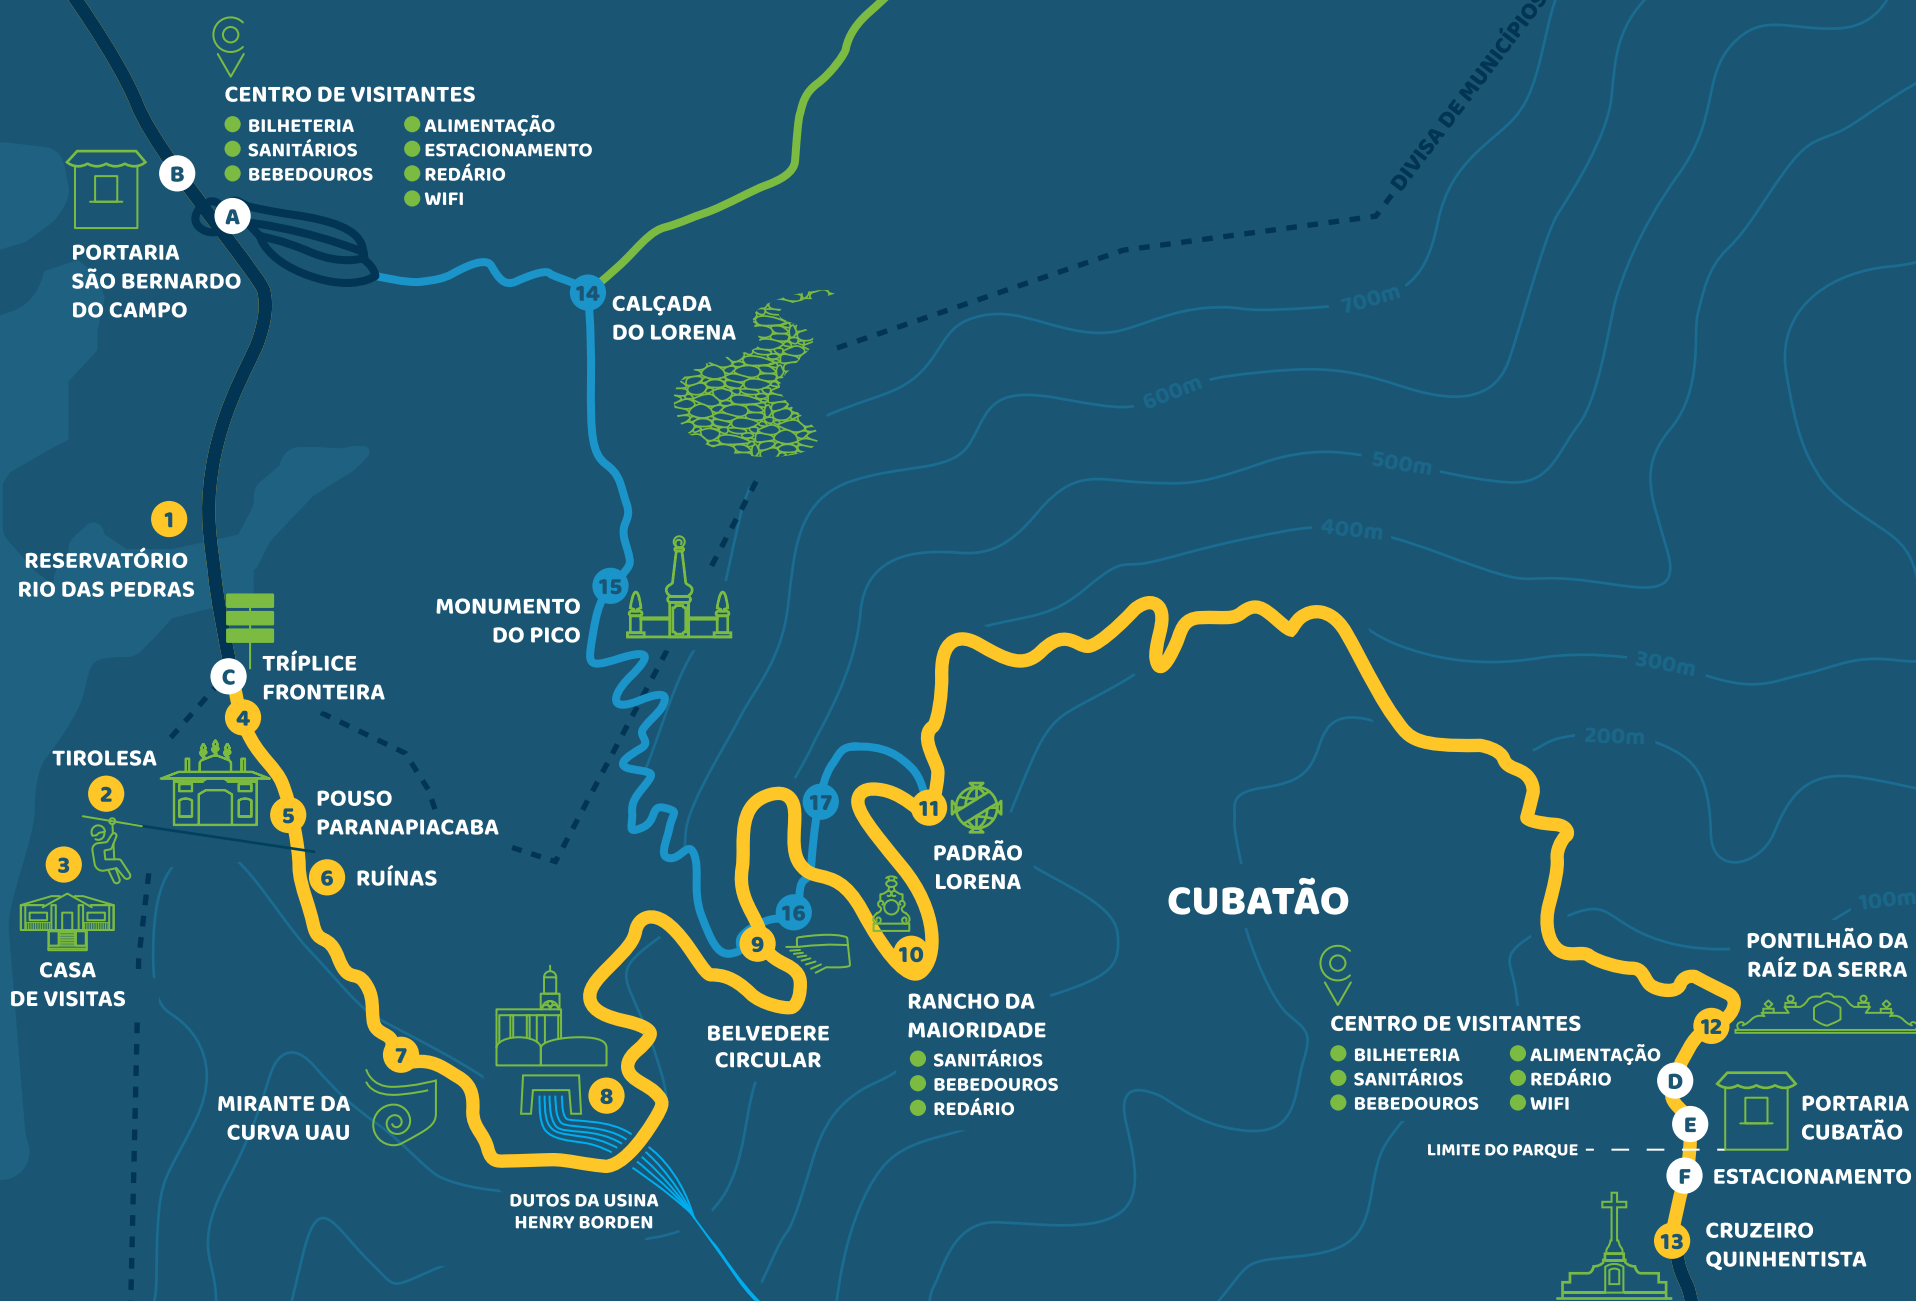 CENTRO DE VISITANTES
BILHETERIA
SANITÁRIOS
BEBEDOUROS
ALIMENTAÇÃO
ESTACIONAMENTO
REDÁRIO
WIFI
B
A
PORTARIA
SÃO BERNARDO
DO CAMPO
DIVISA DE MUNICÍPIOS
14
CALÇADA
DO LORENA
700m
600m
500m
400m
300m
200m
100m
1
RESERVATÓRIO
RIO DAS PEDRAS
15
MONUMENTO
DO PICO
C
TRÍPLICE
FRONTEIRA
4
TIROLESA
2
5
POUSO
PARANAPIACABA
3
6
RUÍNAS
CASA
DE VISITAS
17
11
PADRÃO
LORENA
16
9
10
BELVEDERE
CIRCULAR
RANCHO DA
MAIORIDADE
SANITÁRIOS
BEBEDOUROS
REDÁRIO
7
MIRANTE DA
CURVA UAU
8
DUTOS DA USINA
HENRY BORDEN
CUBATÃO
PONTILHÃO DA
RAÍZ DA SERRA
12
CENTRO DE VISITANTES
BILHETERIA
SANITÁRIOS
BEBEDOUROS
ALIMENTAÇÃO
REDÁRIO
WIFI
D
E
PORTARIA
CUBATÃO
LIMITE DO PARQUE
F
ESTACIONAMENTO
13
CRUZEIRO
QUINHENTISTA